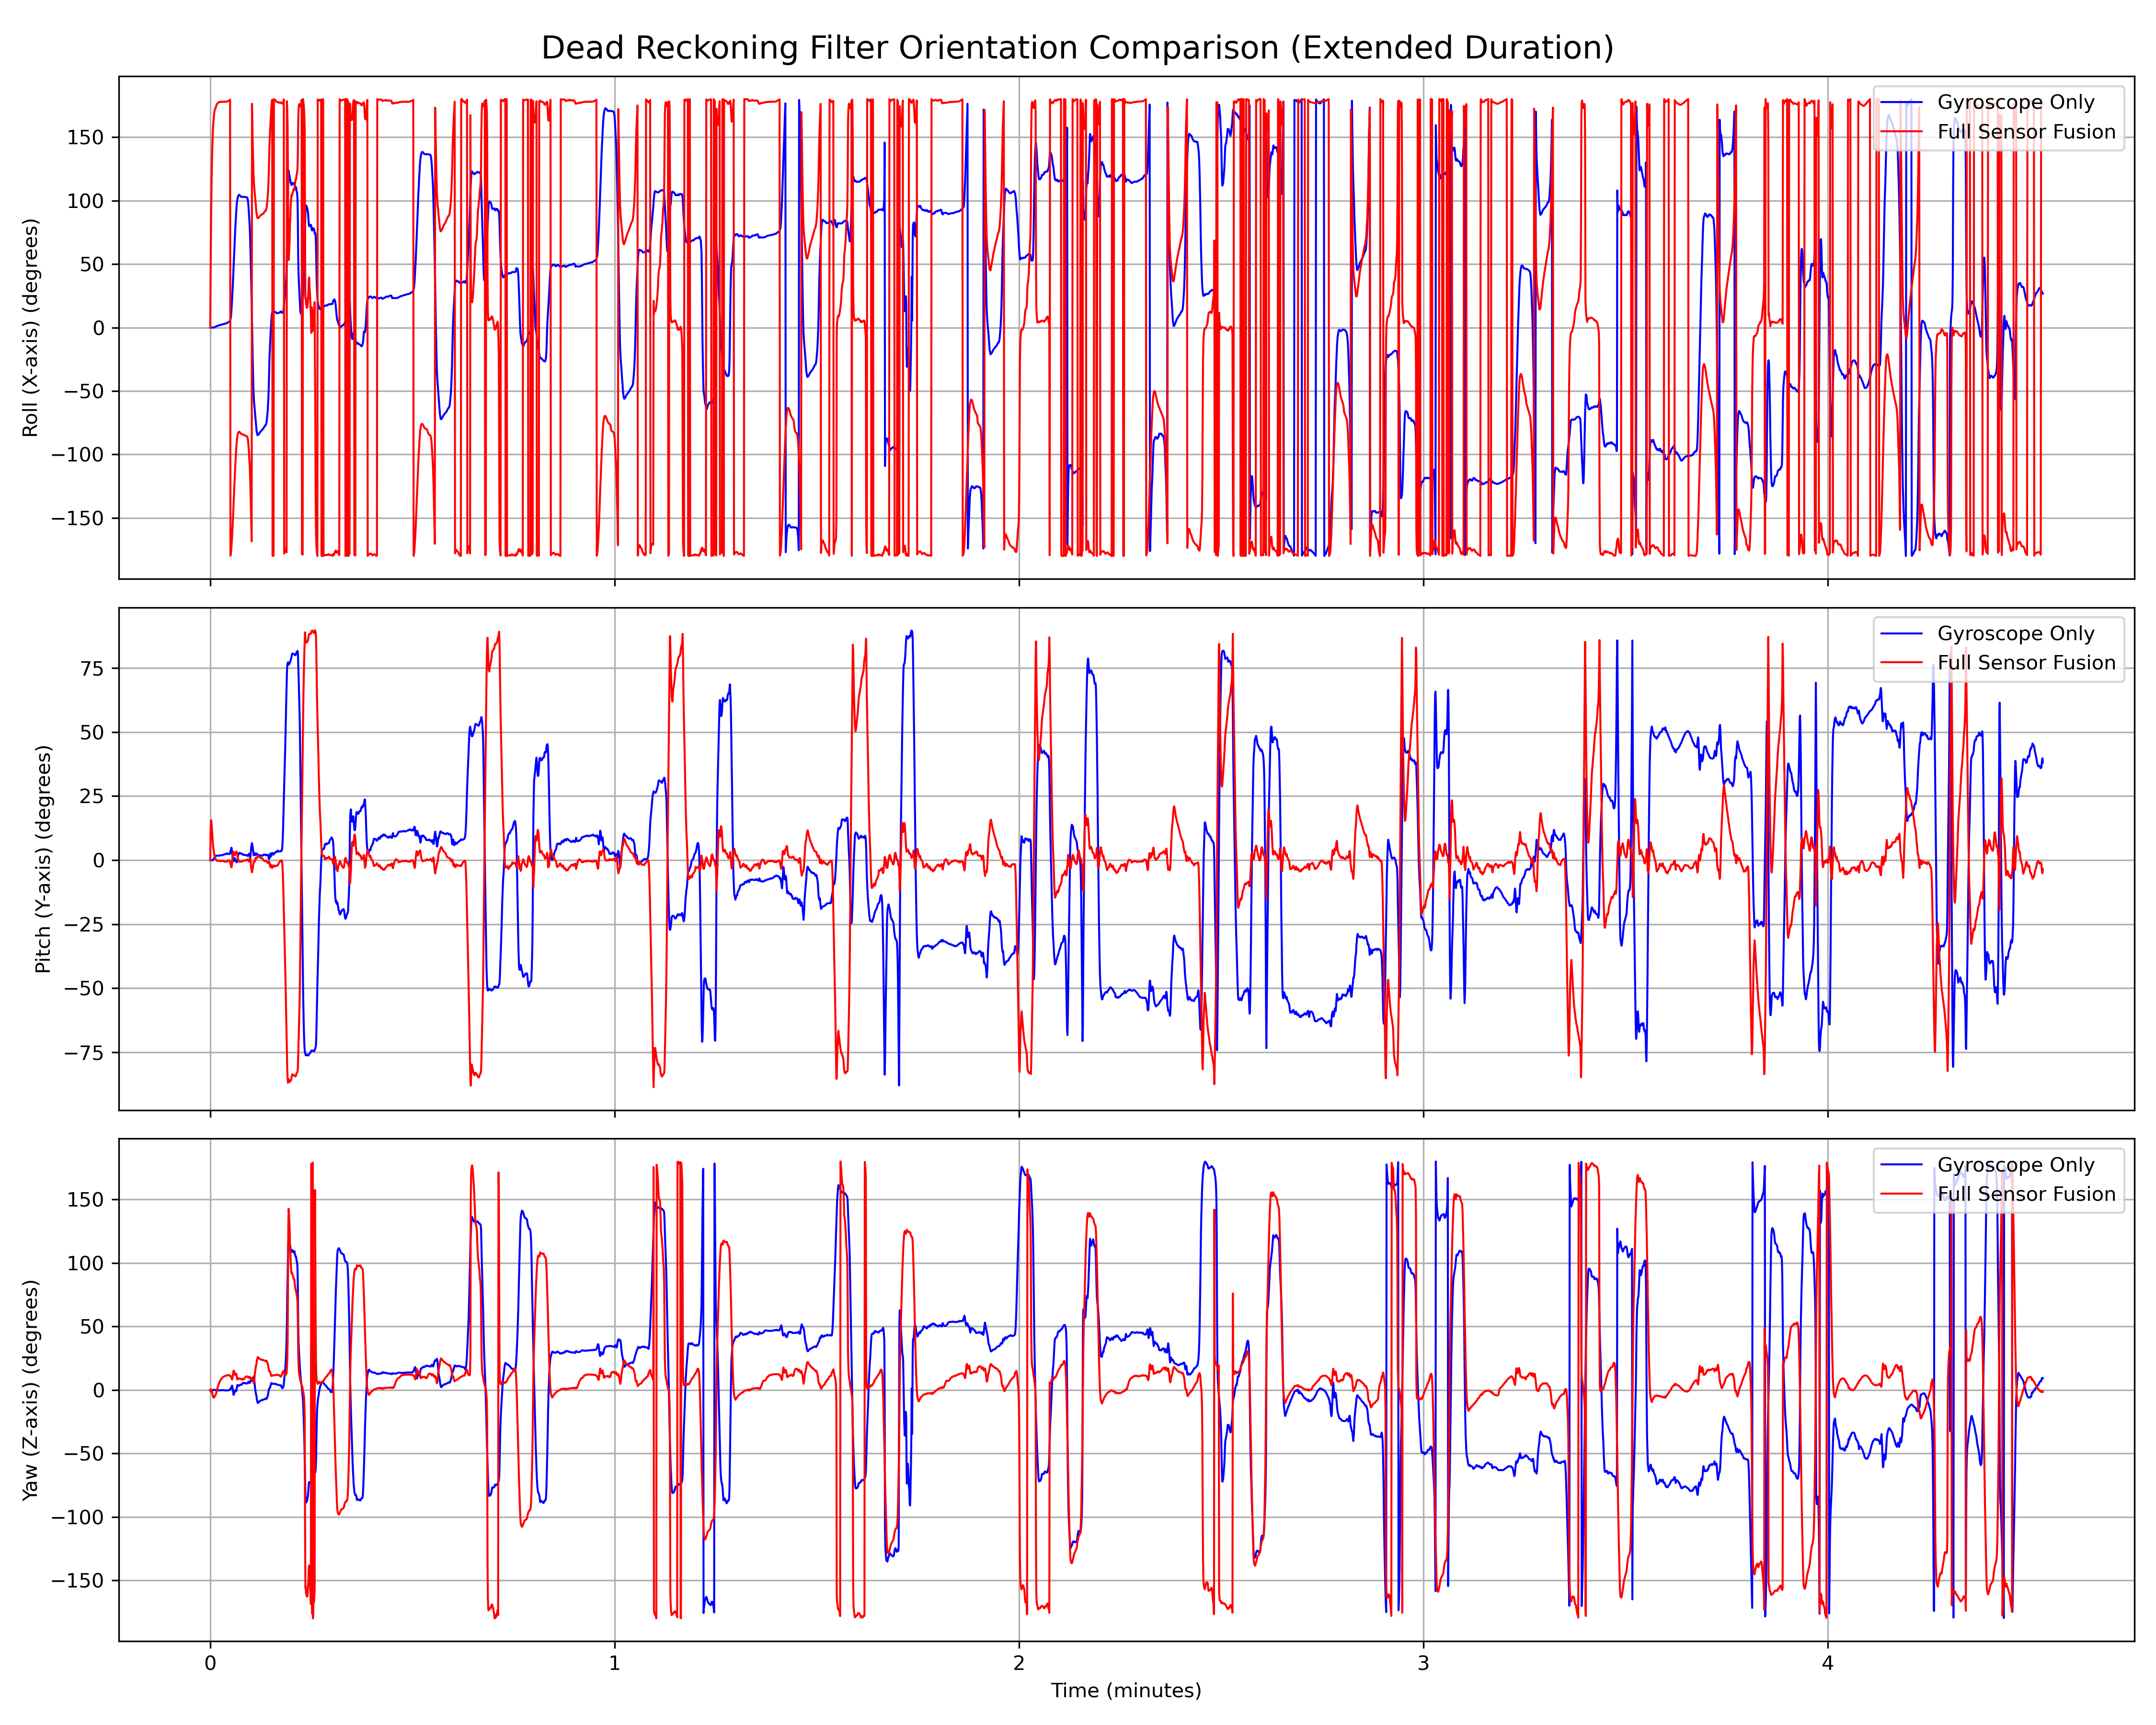 Dead Reckoning Filter Orientation Comparison (Extended Duration)
Roll (X-axis) (degrees)
150
100
50
0
−50
−100
−150
Gyroscope Only
Full Sensor Fusion
Pitch (Y-axis) (degrees)
75
50
25
0
−25
−50
−75
Gyroscope Only
Full Sensor Fusion
Yaw (Z-axis) (degrees)
150
100
50
0
−50
−100
−150
Gyroscope Only
Full Sensor Fusion
0 1 2 3 4
Time (minutes)